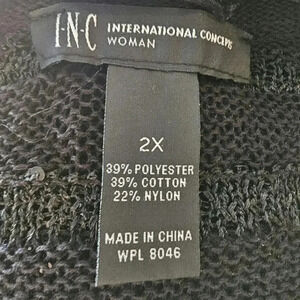 I·N·C INTERNATIONAL CONCEPTS
WOMAN
2X
39% POLYESTER
39% COTTON
22% NYLON
MADE IN CHINA
WPL 8046